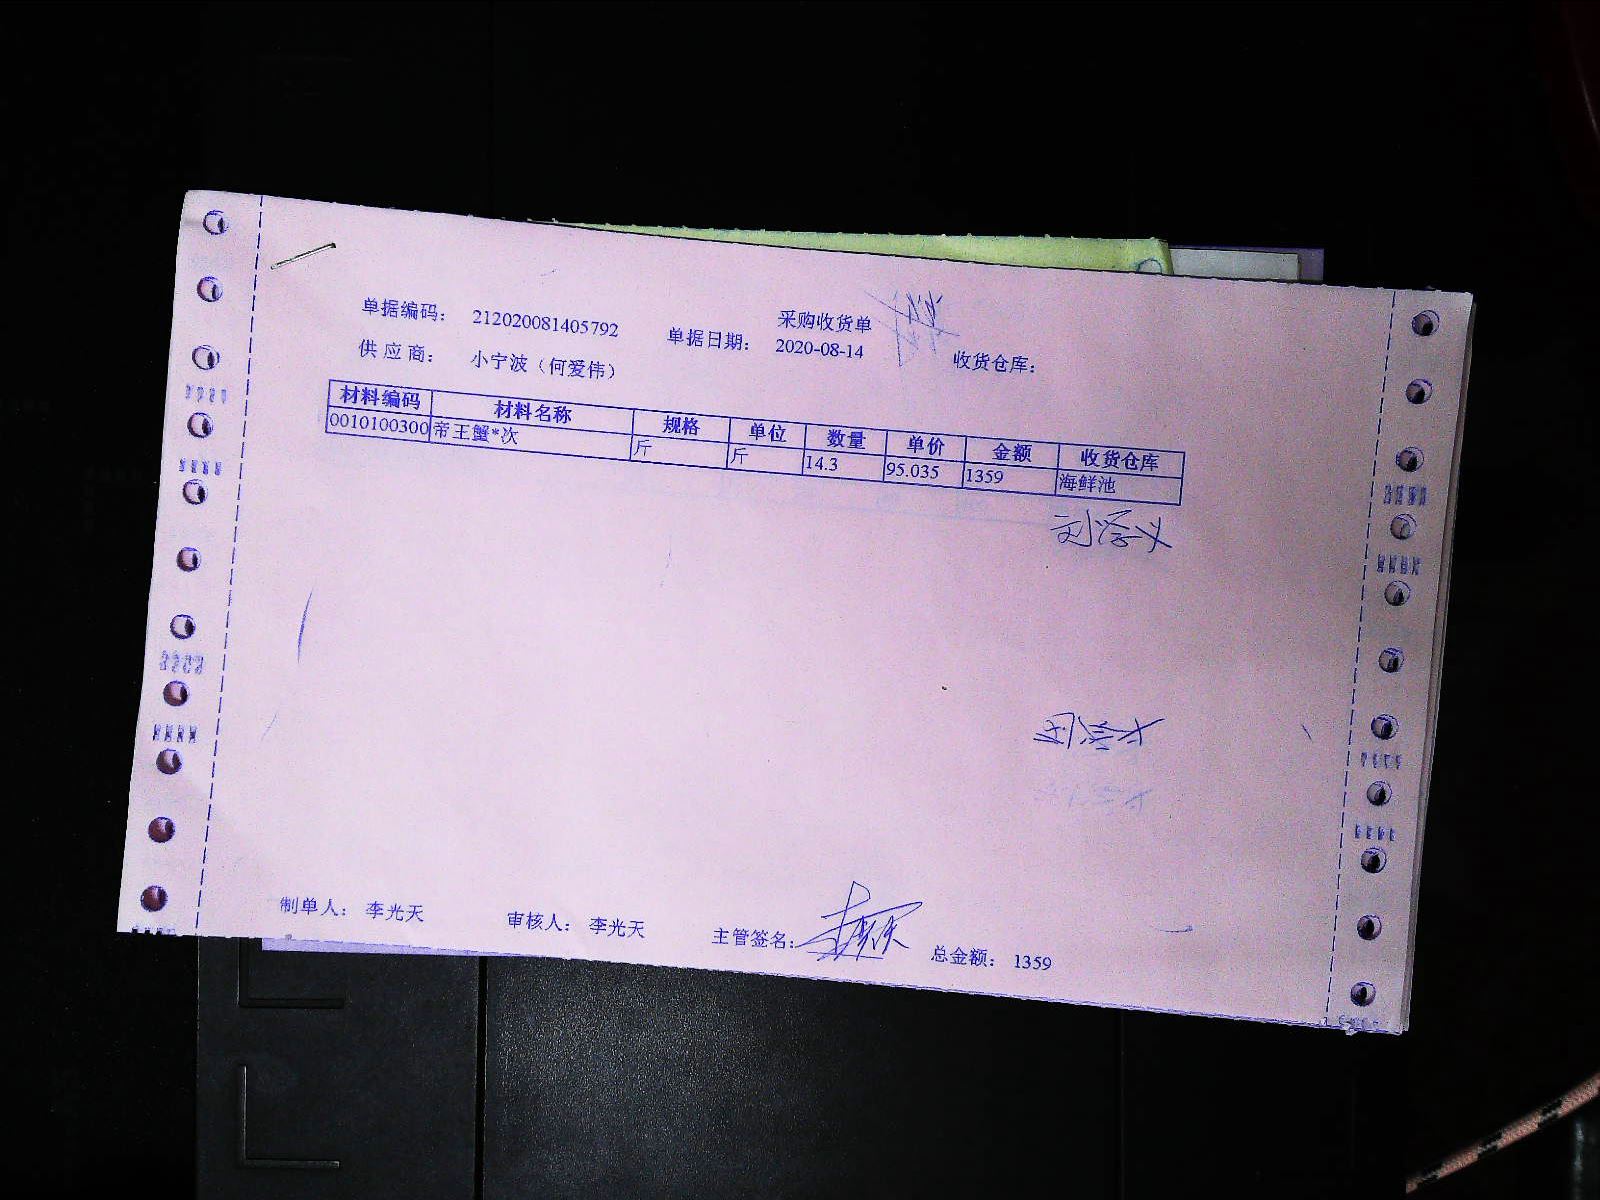 采购收货单
单据编码： 212020081405792 单据日期： 2020-08-14 收货仓库：
供 应 商： 小宁波（何爱伟）
材料编码 材料名称 规格 单位 数量 单价 金额 收货仓库
0010100300 帝王蟹*次 斤 斤 14.3 95.035 1359 海鲜池
制单人： 李光天 审核人： 李光天 主管签名： 总金额： 1359